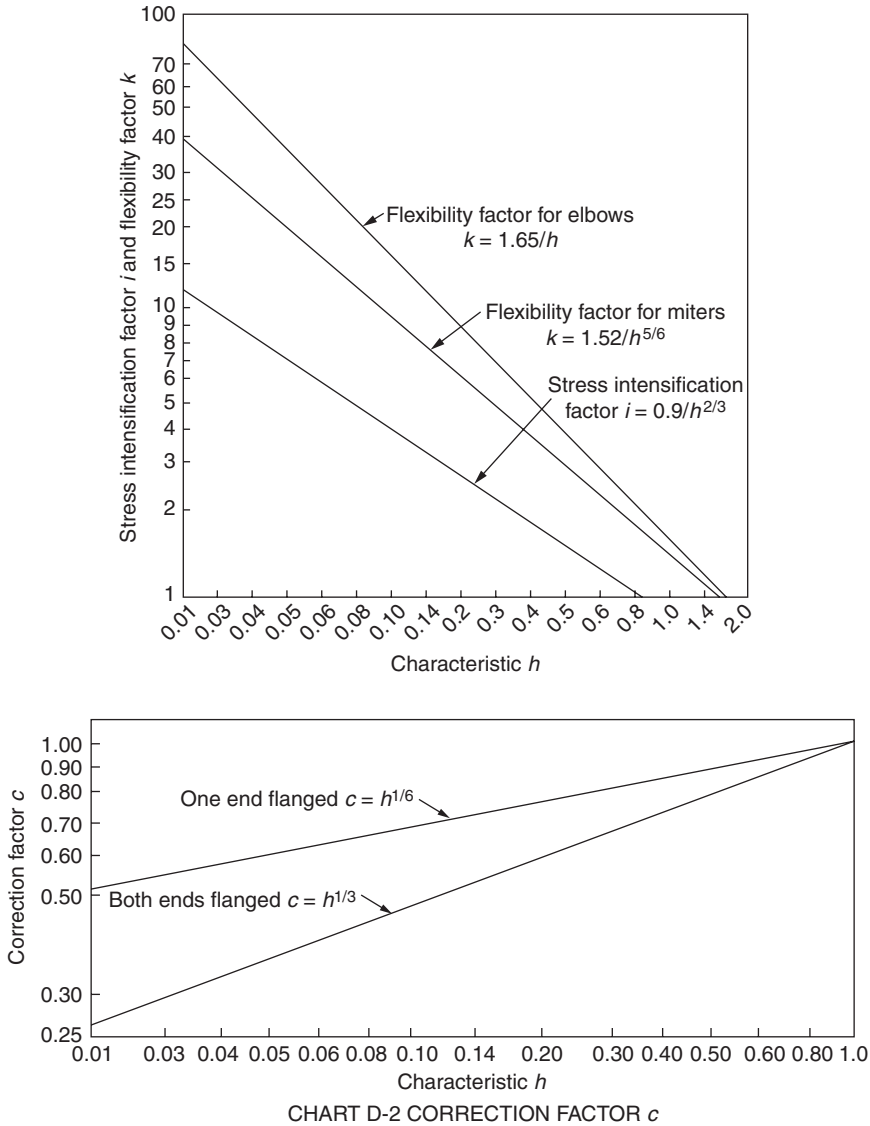 Stress intensification factor i and flexibility factor k
100
70
60
50
40
30
25
20
15
10
9
8
7
6
5
4
3
2
1
Flexibility factor for elbows
k = 1.65/h
Flexibility factor for miters
k = 1.52/h^5/6
Stress intensification
factor i = 0.9/h^2/3
0.01 0.03 0.04 0.05 0.06 0.08 0.10 0.14 0.2 0.3 0.4 0.5 0.6 0.8 1.0 1.4 2.0
Characteristic h
Correction factor c
1.00
0.90
0.80
0.70
0.60
0.50
0.30
0.25
One end flanged c = h^1/6
Both ends flanged c = h^1/3
0.01 0.03 0.04 0.05 0.06 0.08 0.10 0.14 0.20 0.30 0.40 0.50 0.60 0.80 1.0
Characteristic h
CHART D-2 CORRECTION FACTOR c